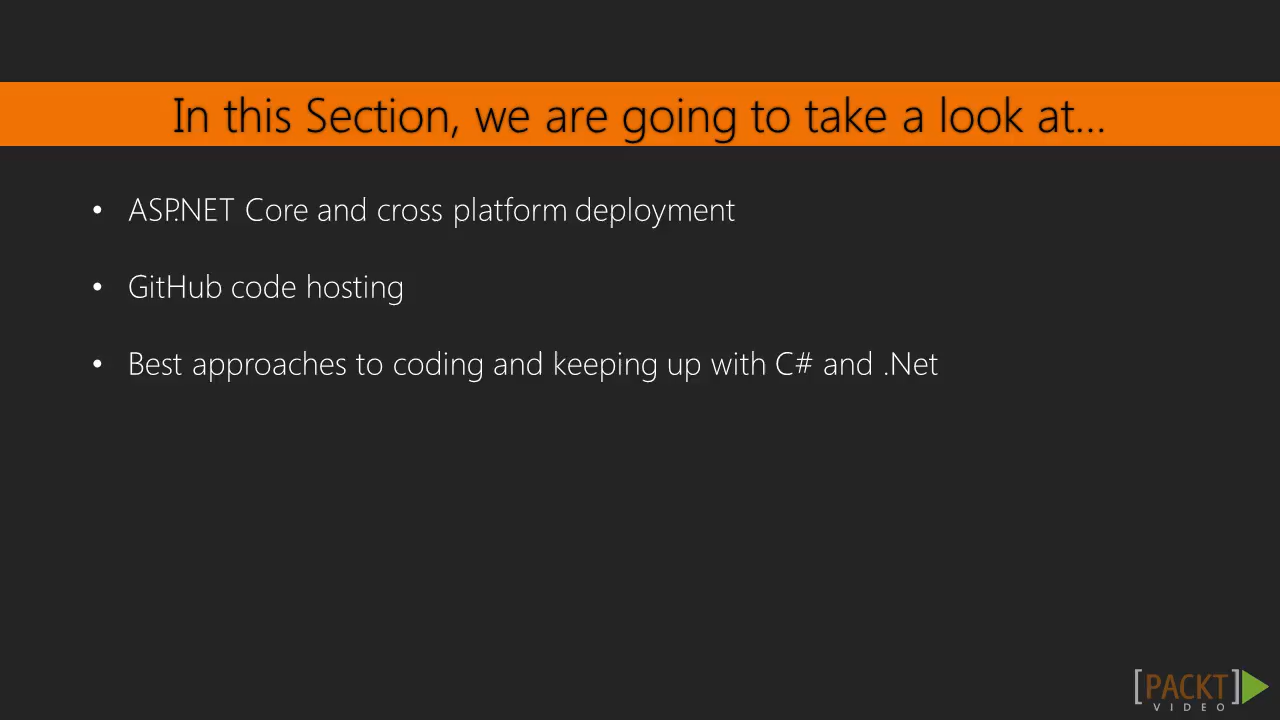 In this Section, we are going to take a look at...
• ASP.NET Core and cross platform deployment
• GitHub code hosting
• Best approaches to coding and keeping up with C# and .Net
[PACKT]
VIDEO